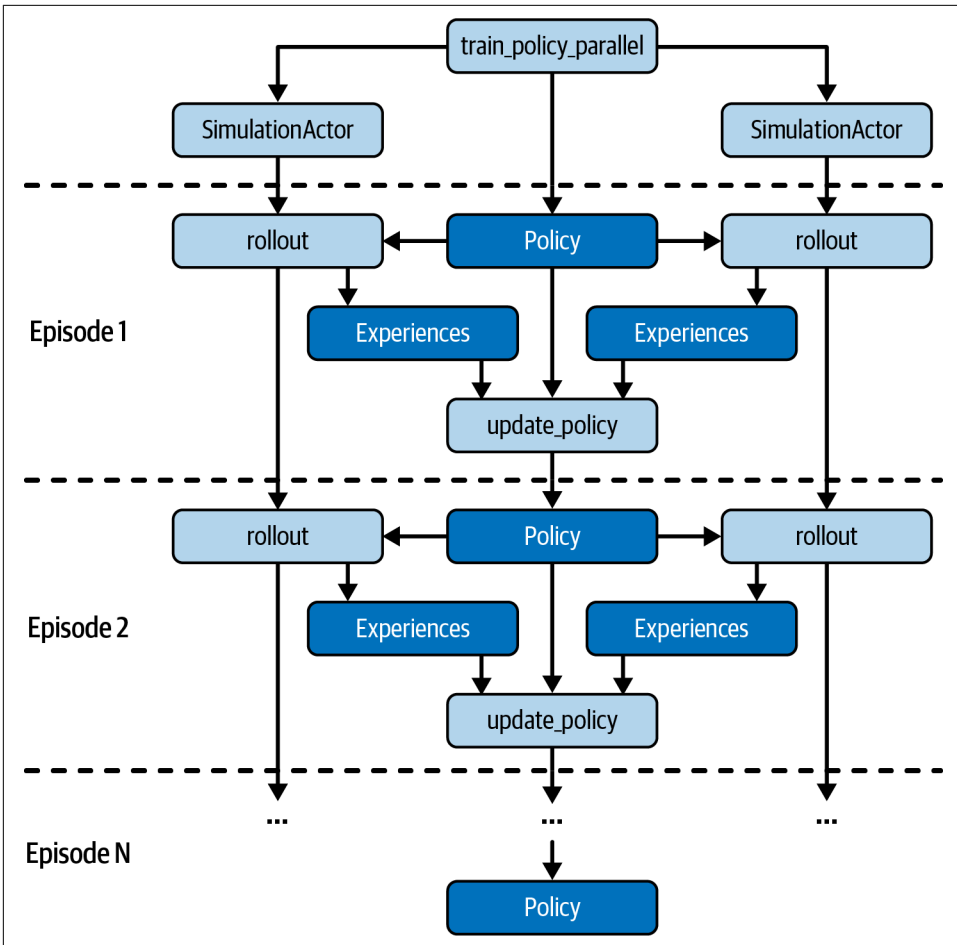 train_policy_parallel
SimulationActor
SimulationActor
rollout
Policy
rollout
Episode 1
Experiences
Experiences
update_policy
rollout
Policy
rollout
Episode 2
Experiences
Experiences
update_policy
...
...
...
Episode N
Policy